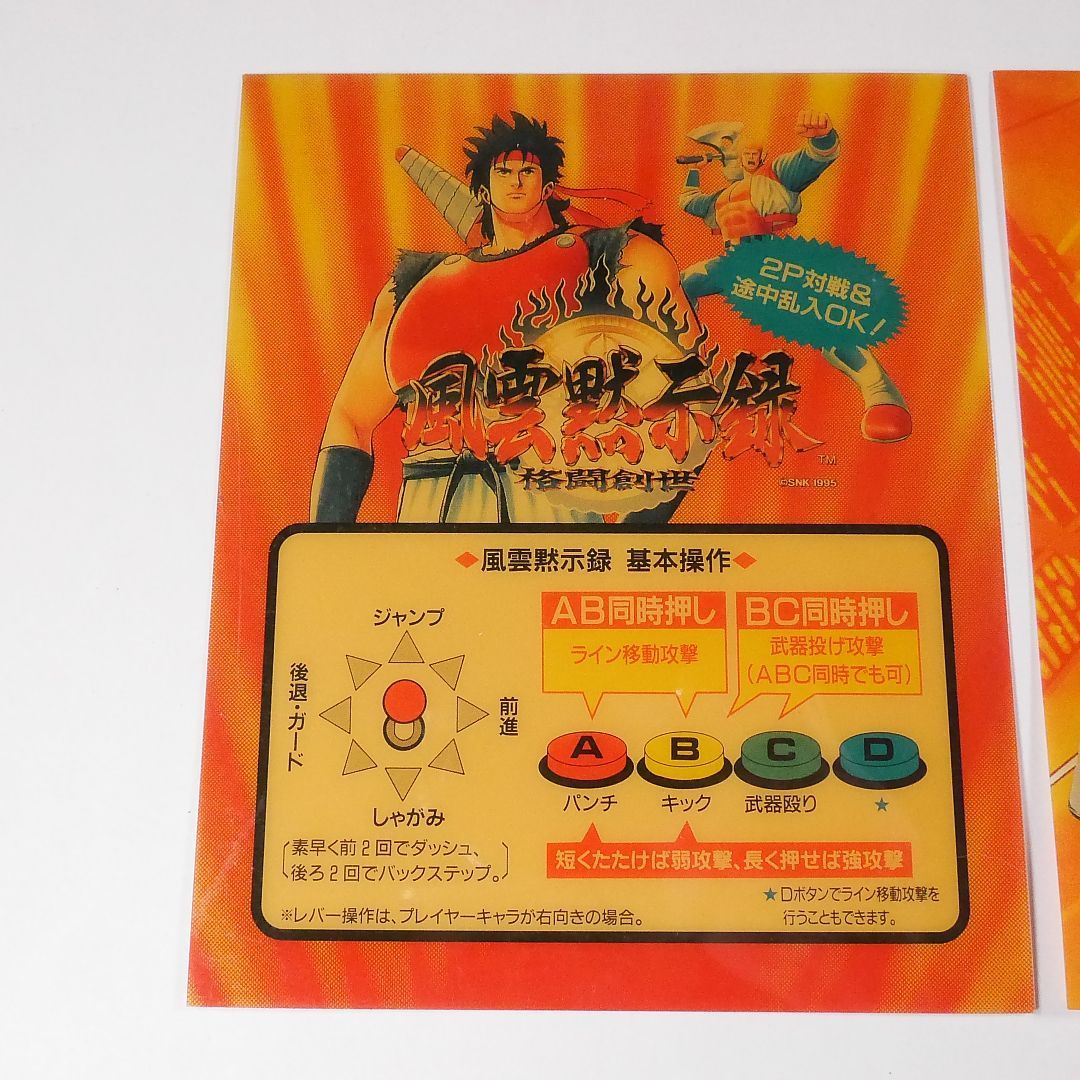 2P対戦&
途中乱入OK!
風雲黙示録
TM
格闘創世
©SNK 1995
◆風雲黙示録 基本操作◆
ジャンプ
後退・ガード
前進
しゃがみ
(素早く前2回でダッシュ、
後ろ2回でバックステップ。)
※レバー操作は、プレイヤーキャラが右向きの場合。
AB同時押し
ライン移動攻撃
BC同時押し
武器投げ攻撃
(ABC同時でも可)
A
B
C
D
パンチ
キック
武器殴り
★
短くたたけば弱攻撃、長く押せば強攻撃
★Dボタンでライン移動攻撃を
行うこともできます。